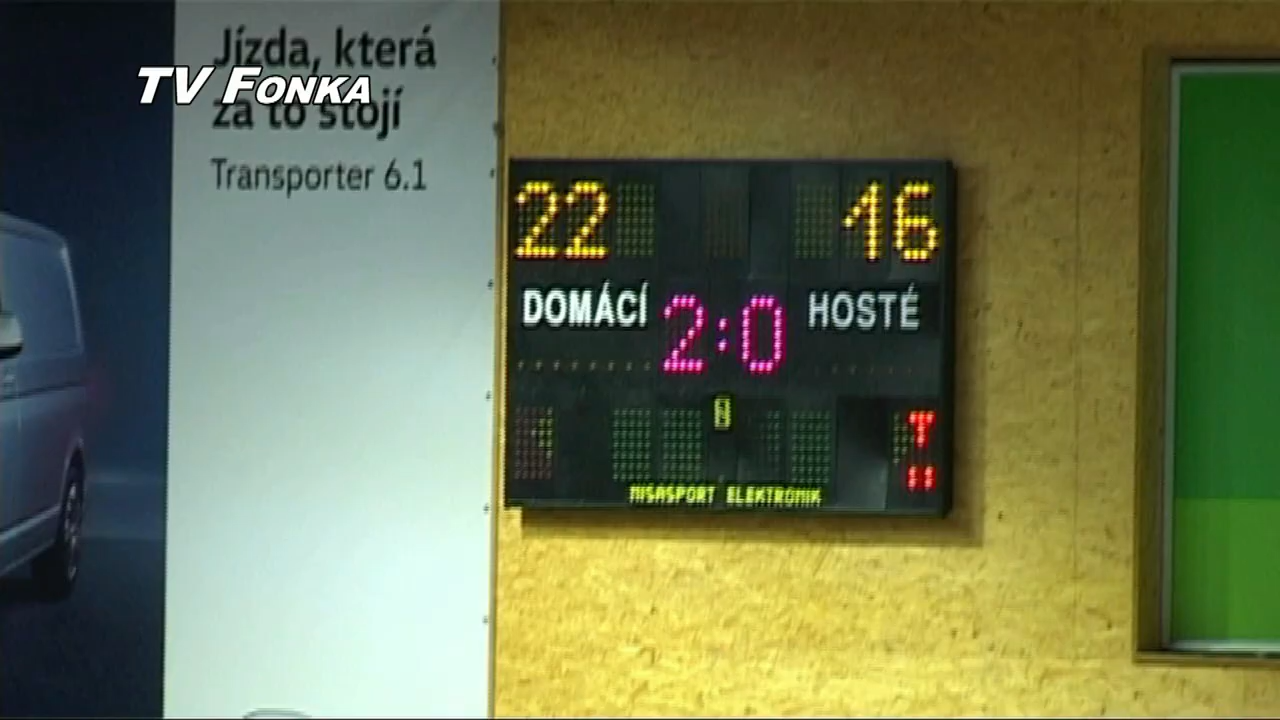 Jízda, která
TV FONKA
za to stojí
Transporter 6.1
22 16
DOMÁCÍ 2:0 HOSTÉ
T
NISASPORT ELEKTRONIK